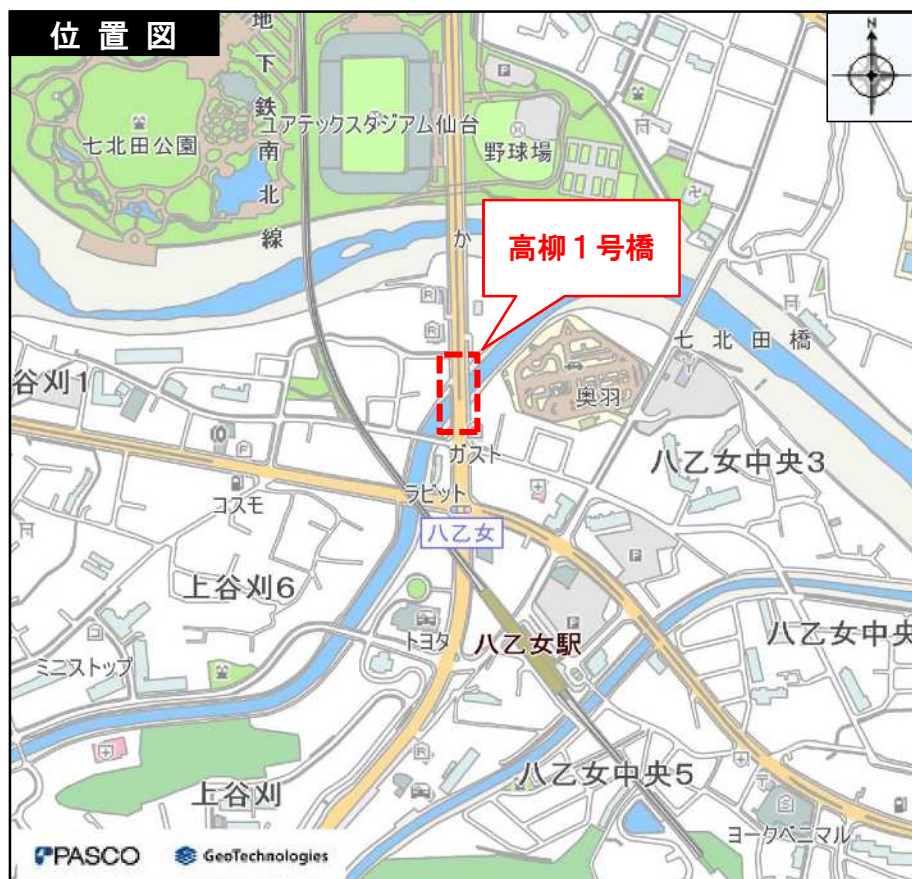 位置図
N
地下鉄南北線
ユアテックスタジアム仙台
七北田公園
野球場
P
か
高柳1号橋
R
R
七北田橋
谷刈1
奥羽
ガスト
八乙女中央3
F
コスモ
ラビット
八乙女
P
上谷刈6
P
トヨタ
八乙女駅
八乙女中央
ミニストップ
R
八乙女中央5
上谷刈
ヨークベニマル
PASCO
GeoTechnologies